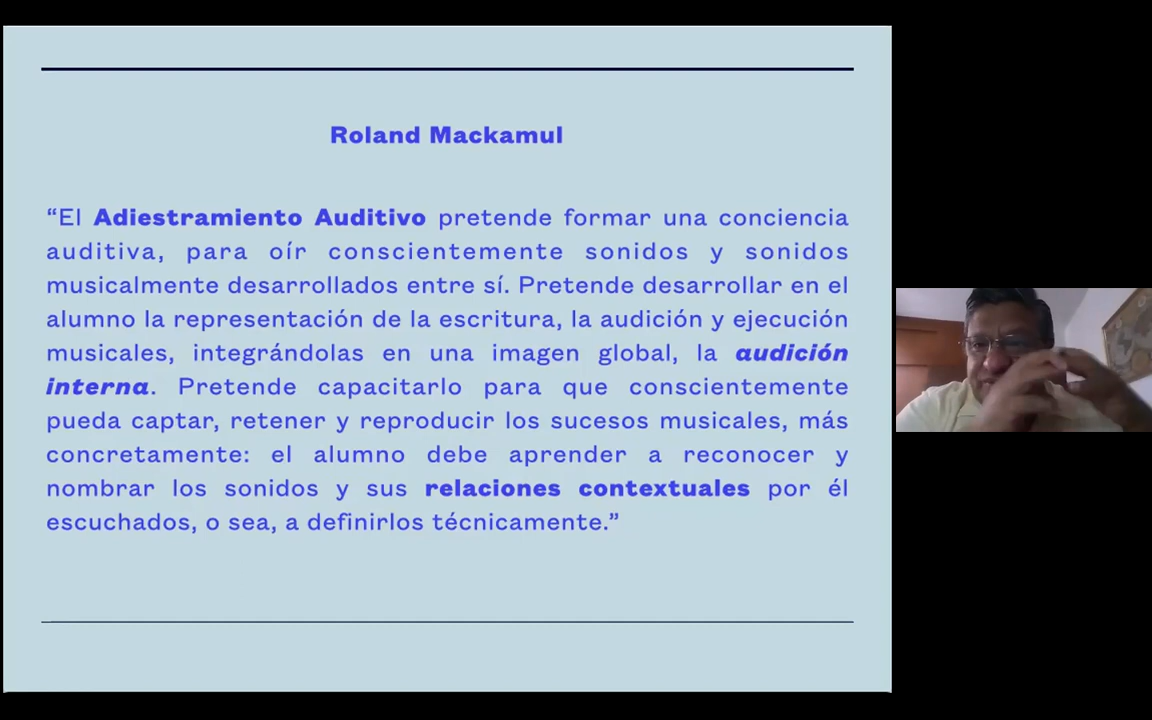 Roland Mackamul
“El Adiestramiento Auditivo pretende formar una conciencia
auditiva, para oír conscientemente sonidos y sonidos
musicalmente desarrollados entre sí. Pretende desarrollar en el
alumno la representación de la escritura, la audición y ejecución
musicales, integrándolas en una imagen global, la audición
interna. Pretende capacitarlo para que conscientemente
pueda captar, retener y reproducir los sucesos musicales, más
concretamente: el alumno debe aprender a reconocer y
nombrar los sonidos y sus relaciones contextuales por él
escuchados, o sea, a definirlos técnicamente.”